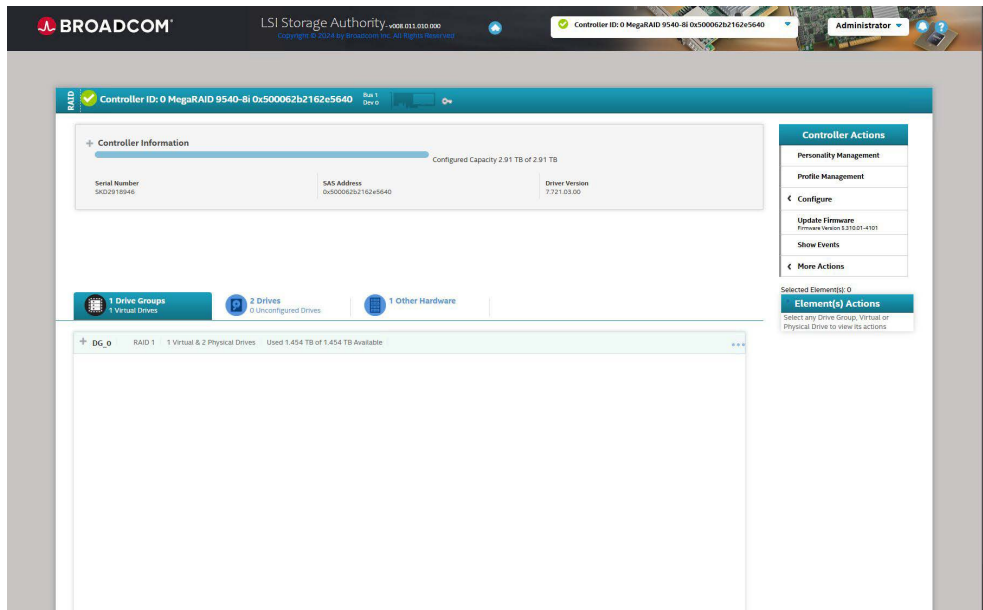 BROADCOM
LSI Storage Authority v008.011.010.000
Copyright © 2024 by Broadcom Inc. All Rights Reserved
Controller ID: 0 MegaRAID 9540-8i 0x500062b2162e5640
Administrator
?
RAID
Controller ID: 0 MegaRAID 9540-8i 0x500062b2162e5640
Bus 1
Dev 0
Controller Information
Configured Capacity 2.91 TB of 2.91 TB
Serial Number
SKD2918946
SAS Address
0x500062b2162e5640
Driver Version
7.721.03.00
Controller Actions
Personality Management
Profile Management
Configure
Update Firmware
Firmware Version 5.310.01-4101
Show Events
More Actions
Selected Element(s): 0
Element(s) Actions
Select any Drive Group, Virtual or
Physical Drive to view its actions
1 Drive Groups
1 Virtual Drives
2 Drives
0 Unconfigured Drives
1 Other Hardware
DG_0 RAID 1 1 Virtual & 2 Physical Drives Used 1.454 TB of 1.454 TB Available